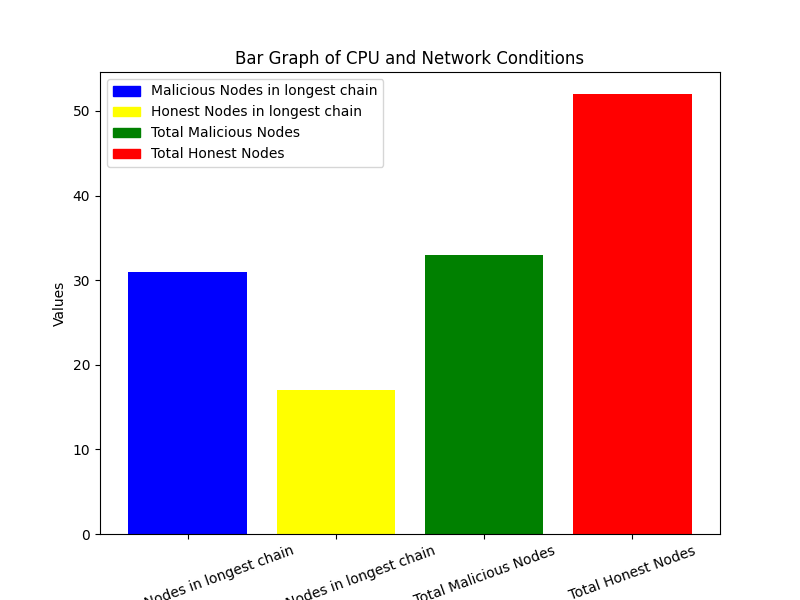 Bar Graph of CPU and Network Conditions
Malicious Nodes in longest chain
Honest Nodes in longest chain
Total Malicious Nodes
Total Honest Nodes
Values
50
40
30
20
10
0
Nodes in longest chain
Nodes in longest chain
Total Malicious Nodes
Total Honest Nodes